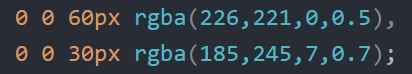 0 0 60px rgba(226,221,0,0.5),
0 0 30px rgba(185,245,7,0.7);